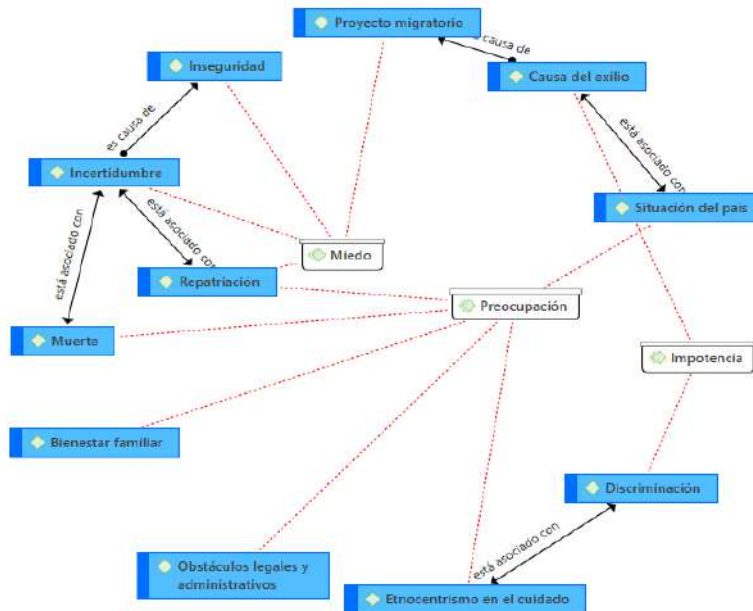 Proyecto migratorio
causa de
Inseguridad
Causa del exilio
es causa de
está asociado con
Incertidumbre
Situación del país
está asociado con
está asociado con
Miedo
Repatriación
Preocupación
Muerte
Impotencia
Bienestar familiar
Discriminación
está asociado con
Obstáculos legales y
administrativos
Etnocentrismo en el cuidado